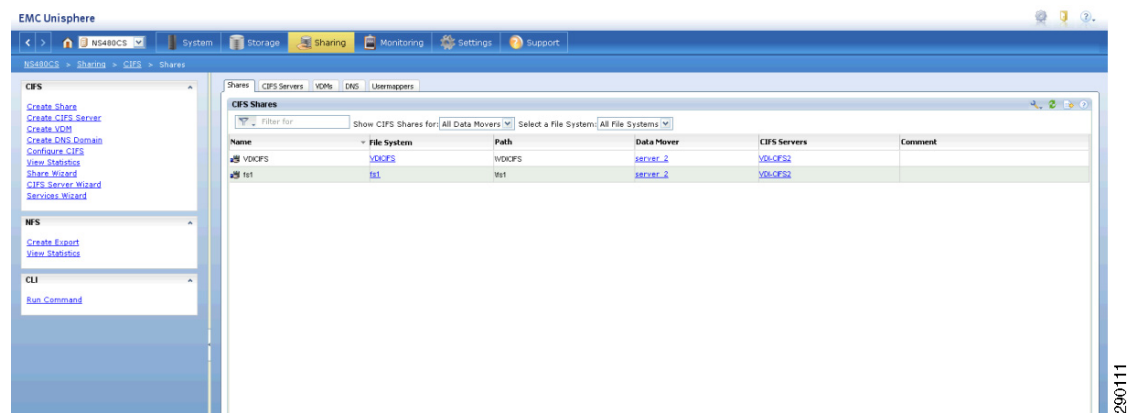 EMC Unisphere
NS480CS System Storage Sharing Monitoring Settings Support
NS480CS > Sharing > CIFS > Shares
CIFS
Create Share
Create CIFS Server
Create VDM
Create DNS Domain
Configure CIFS
View Statistics
Share Wizard
CIFS Server Wizard
Services Wizard
NFS
Create Export
View Statistics
CLI
Run Command
Shares CIFS Servers VDMs DNS Usermappers
CIFS Shares
Filter for Show CIFS Shares for: All Data Movers Select a File System: All File Systems
Name File System Path Data Mover CIFS Servers Comment
VDICIFS VDICIFS \VDICIFS server_2 VDI-CIFS2
fs1 fs1 \fs1 server_2 VDI-CIFS2
290111